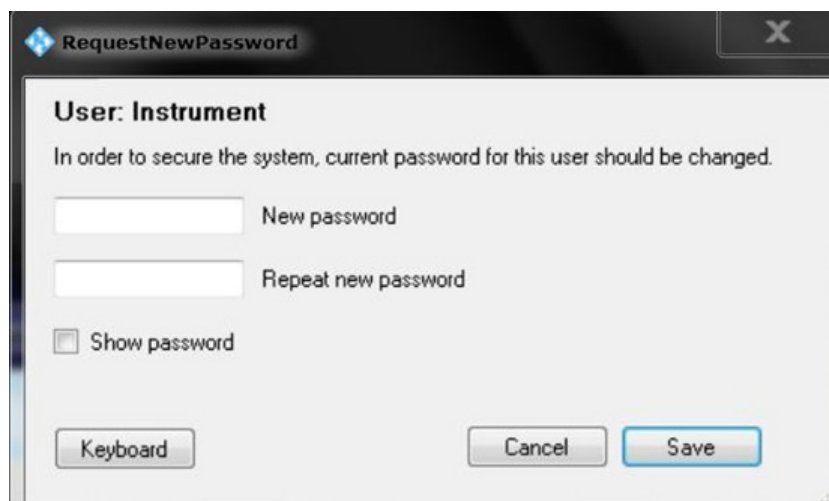 RequestNewPassword
User: Instrument
In order to secure the system, current password for this user should be changed.
New password
Repeat new password
Show password
Keyboard Cancel Save